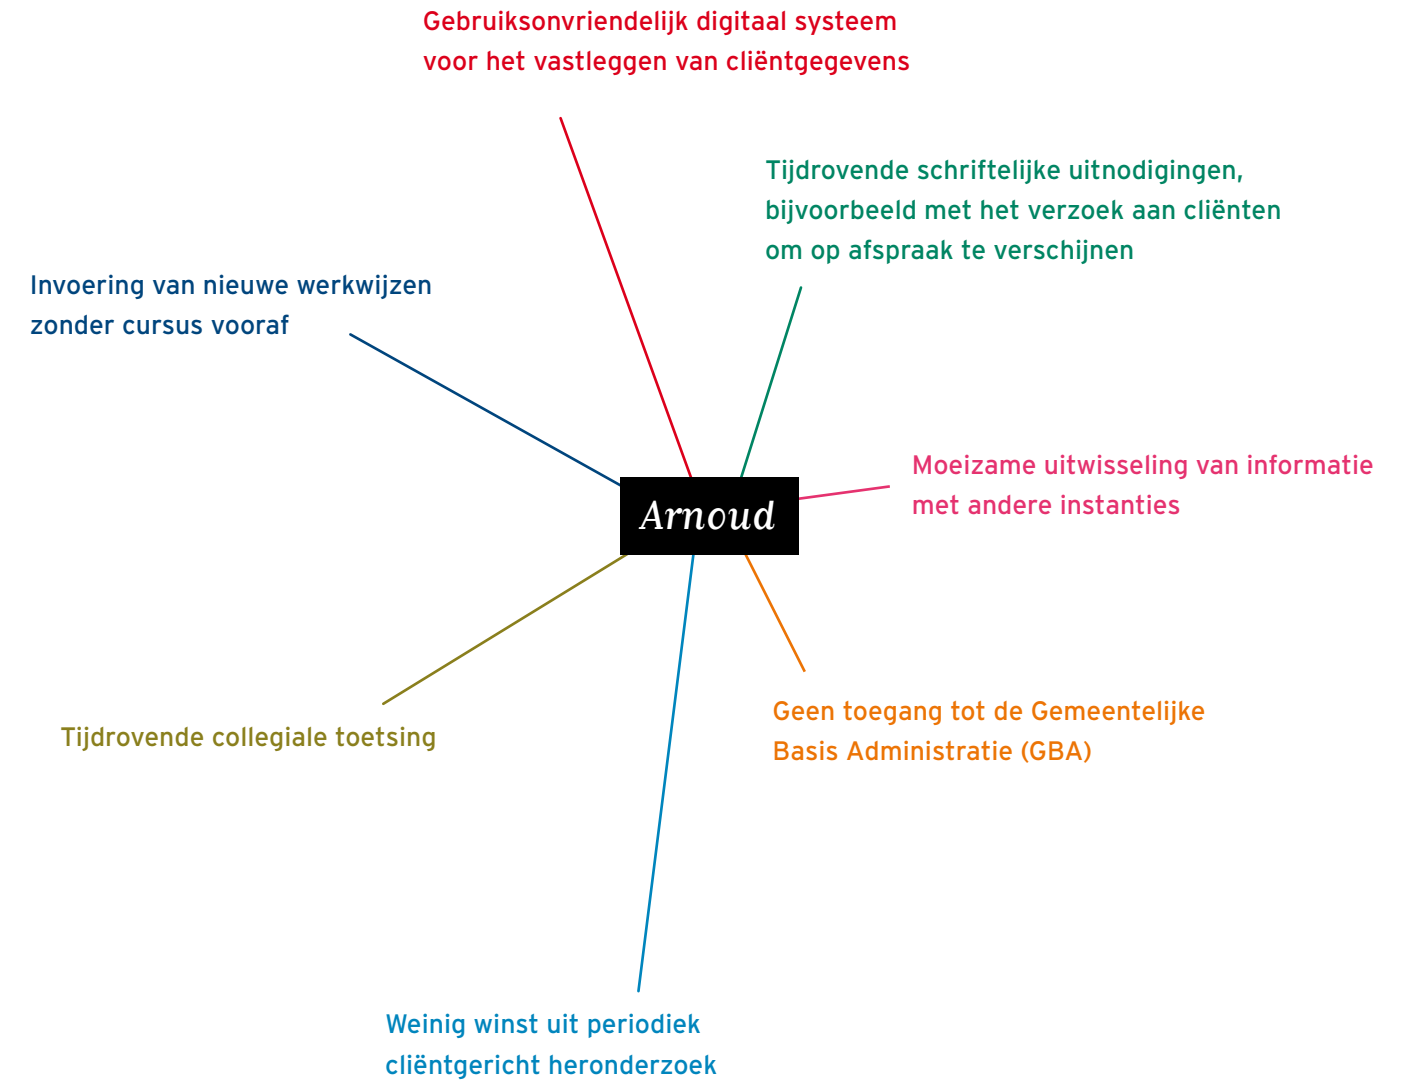 Gebruiksonvriendelijk digitaal systeem
voor het vastleggen van cliëntgegevens
Tijdrovende schriftelijke uitnodigingen,
bijvoorbeeld met het verzoek aan cliënten
om op afspraak te verschijnen
Invoering van nieuwe werkwijzen
zonder cursus vooraf
Moeizame uitwisseling van informatie
met andere instanties
Arnoud
Geen toegang tot de Gemeentelijke
Basis Administratie (GBA)
Tijdrovende collegiale toetsing
Weinig winst uit periodiek
cliëntgericht heronderzoek